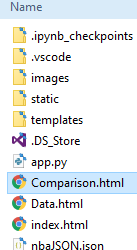 Name
.ipynb_checkpoints
.vscode
images
static
templates
.DS_Store
app.py
Comparison.html
Data.html
index.html
nbaJSON.json